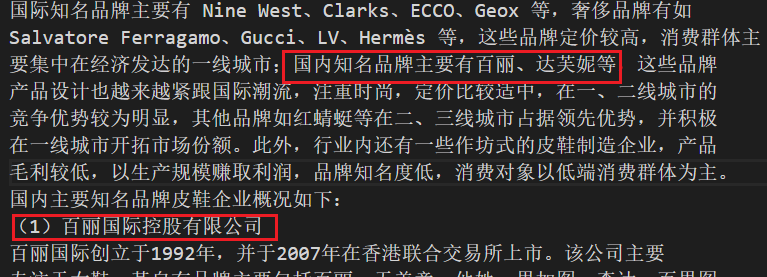 国际知名品牌主要有 Nine West、Clarks、ECCO、Geox 等，奢侈品牌有如
Salvatore Ferragamo、Gucci、LV、Hermès 等，这些品牌定价较高，消费群体主
要集中在经济发达的一线城市；国内知名品牌主要有百丽、达芙妮等 这些品牌
产品设计也越来越紧跟国际潮流，注重时尚，定价比较适中，在一、二线城市的
竞争优势较为明显，其他品牌如红蜻蜓等在二、三线城市占据领先优势，并积极
在一线城市开拓市场份额。此外，行业内还有一些作坊式的皮鞋制造企业，产品
毛利较低，以生产规模赚取利润，品牌知名度低，消费对象以低端消费群体为主。
国内主要知名品牌皮鞋企业概况如下：
（1）百丽国际控股有限公司
百丽国际创立于1992年，并于2007年在香港联合交易所上市。该公司主要